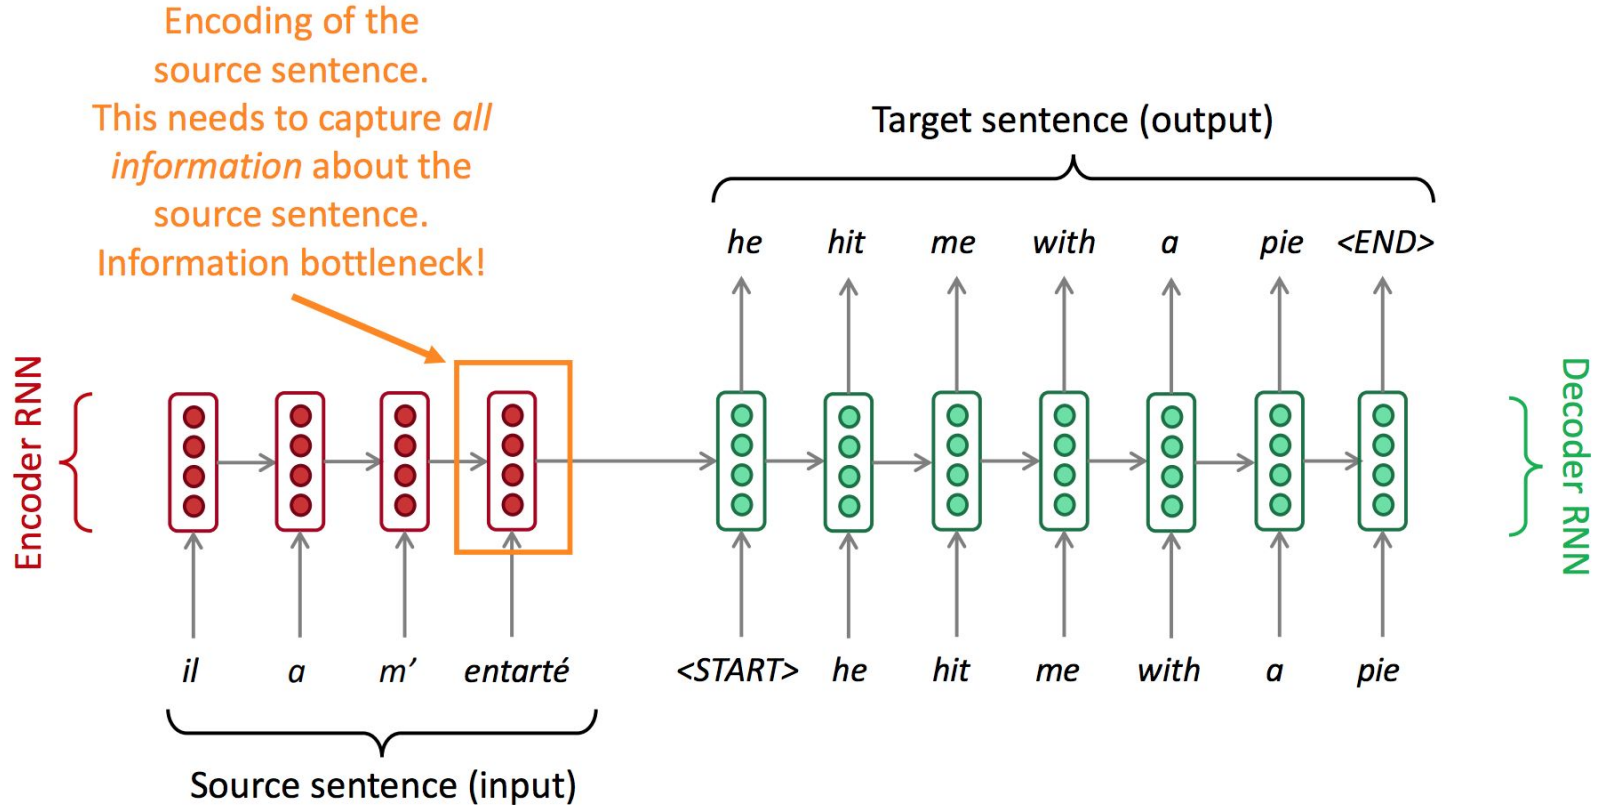 Encoding of the
source sentence.
This needs to capture all
information about the
source sentence.
Information bottleneck!
Target sentence (output)
he hit me with a pie <END>
Encoder RNN
Decoder RNN
il a m’ entarté <START> he hit me with a pie
Source sentence (input)